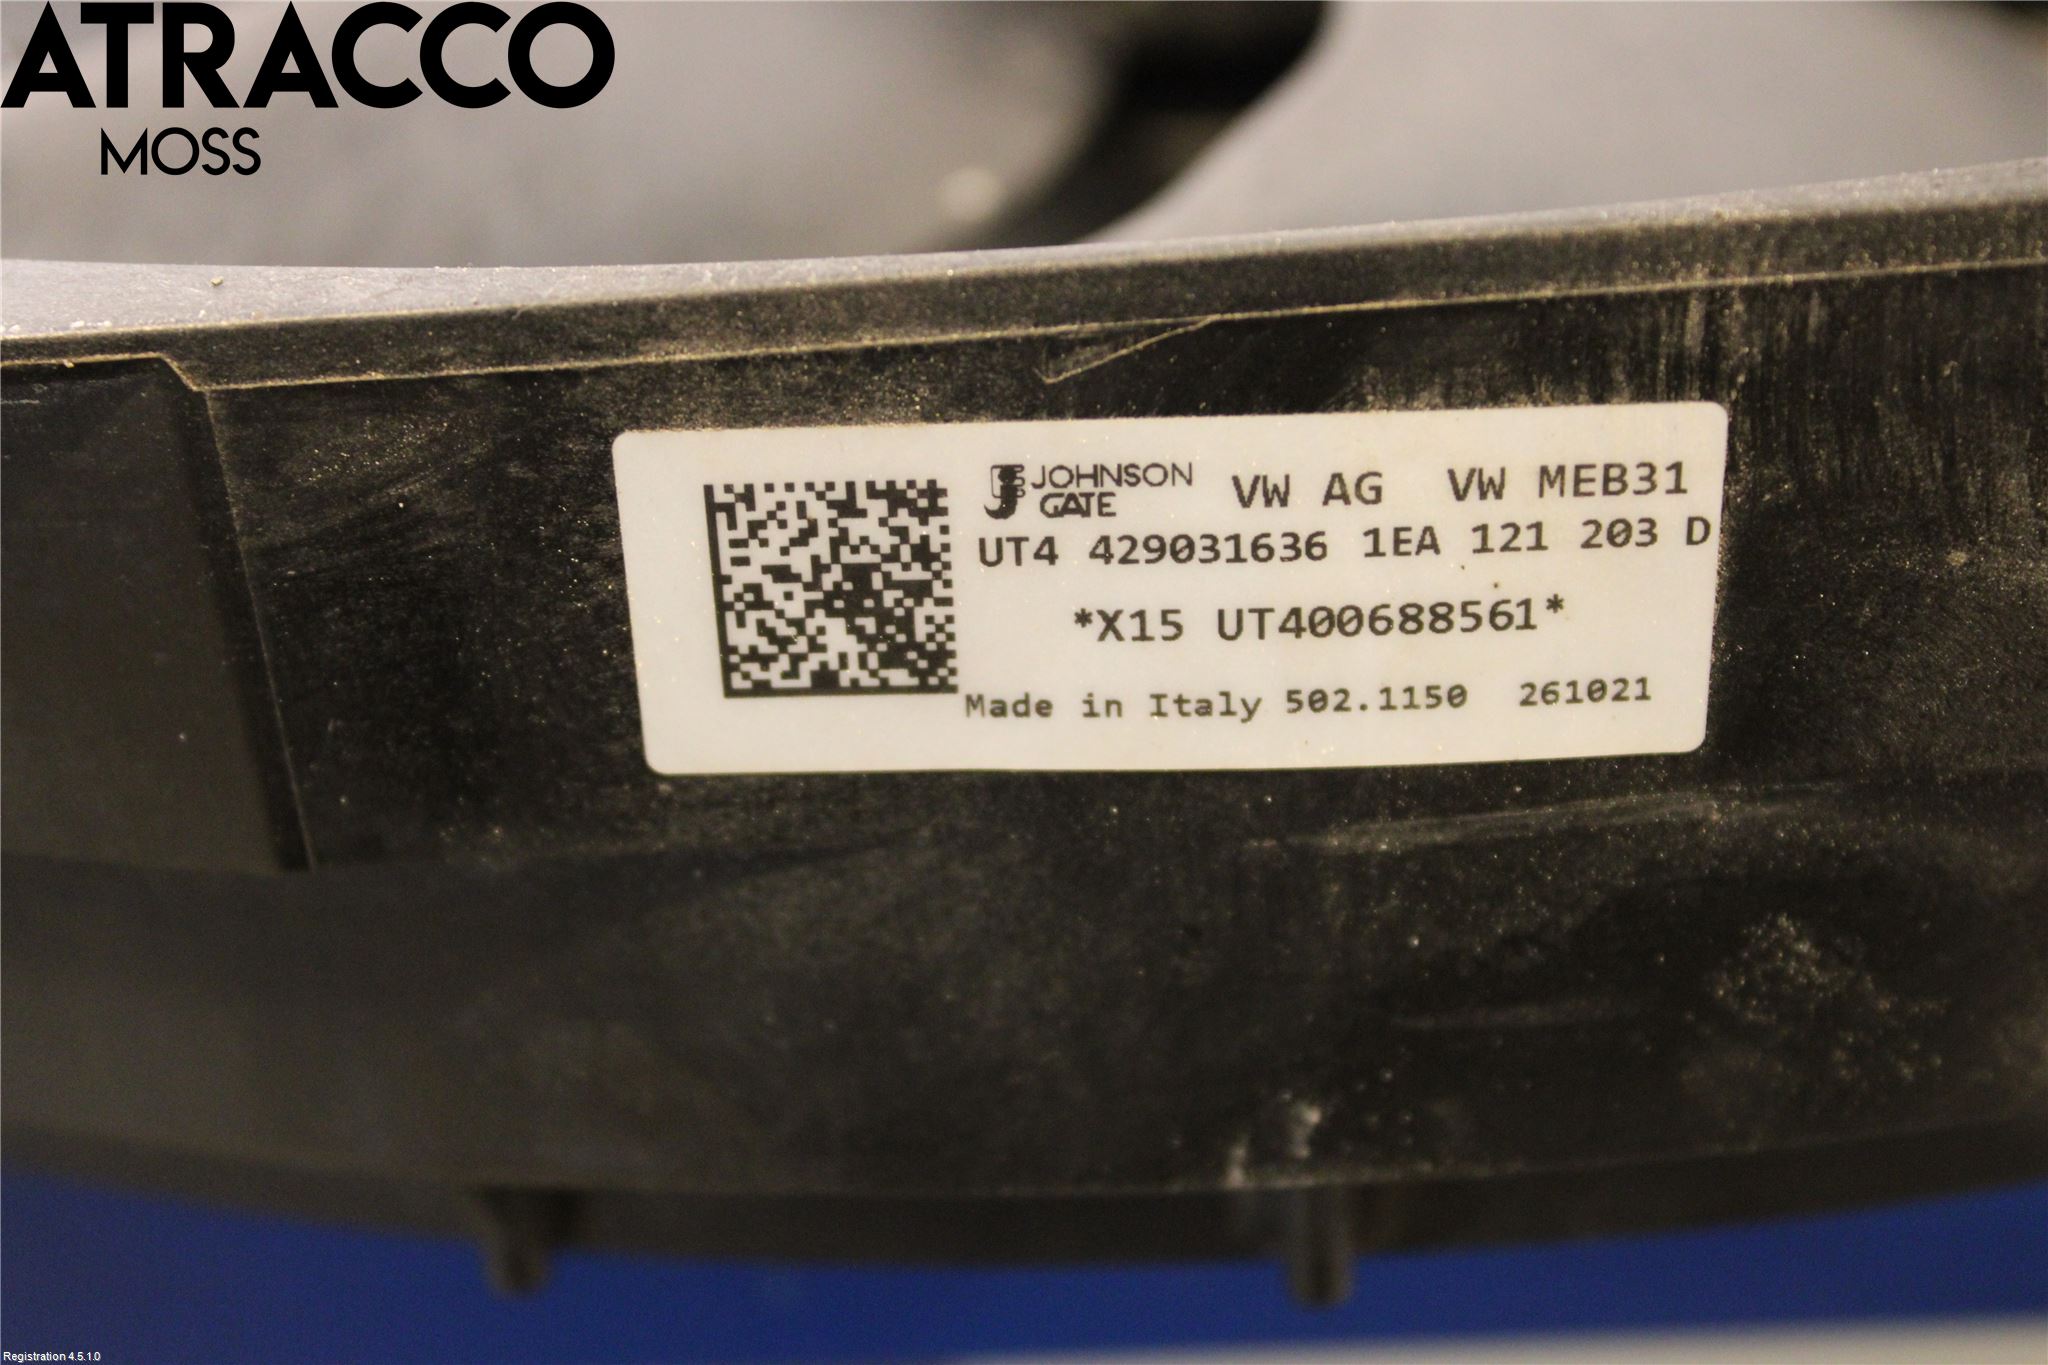 ATRACCO
MOSS
JOHNSON GATE VW AG VW MEB31
UT4 429031636 1EA 121 203 D
*X15 UT400688561*
Made in Italy 502.1150 261021
Registration 4.5.1.0